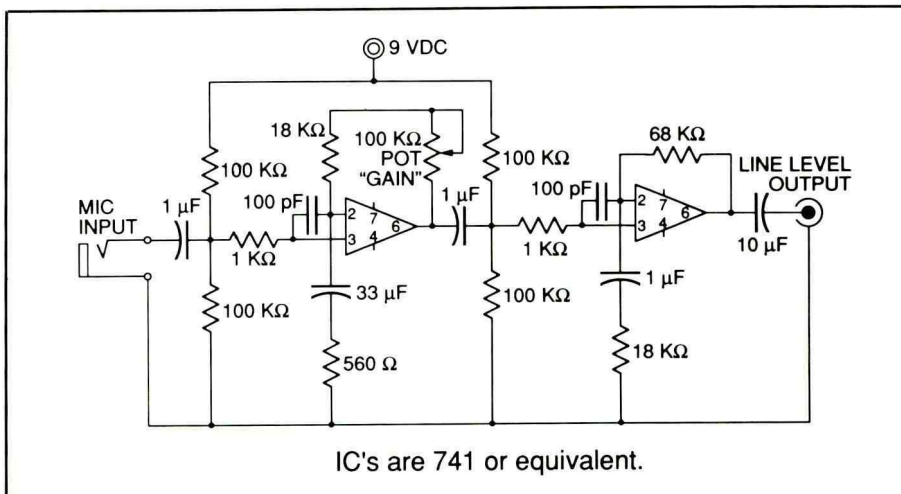 9 VDC
18 KΩ
100 KΩ
POT
"GAIN"
100 KΩ
100 KΩ
68 KΩ
LINE LEVEL
OUTPUT
MIC
INPUT
1 µF
100 pF
2
7
6
3
4
1 µF
100 pF
2
7
6
3
4
10 µF
1 KΩ
1 KΩ
100 KΩ
33 µF
100 KΩ
1 µF
560 Ω
18 KΩ
IC's are 741 or equivalent.